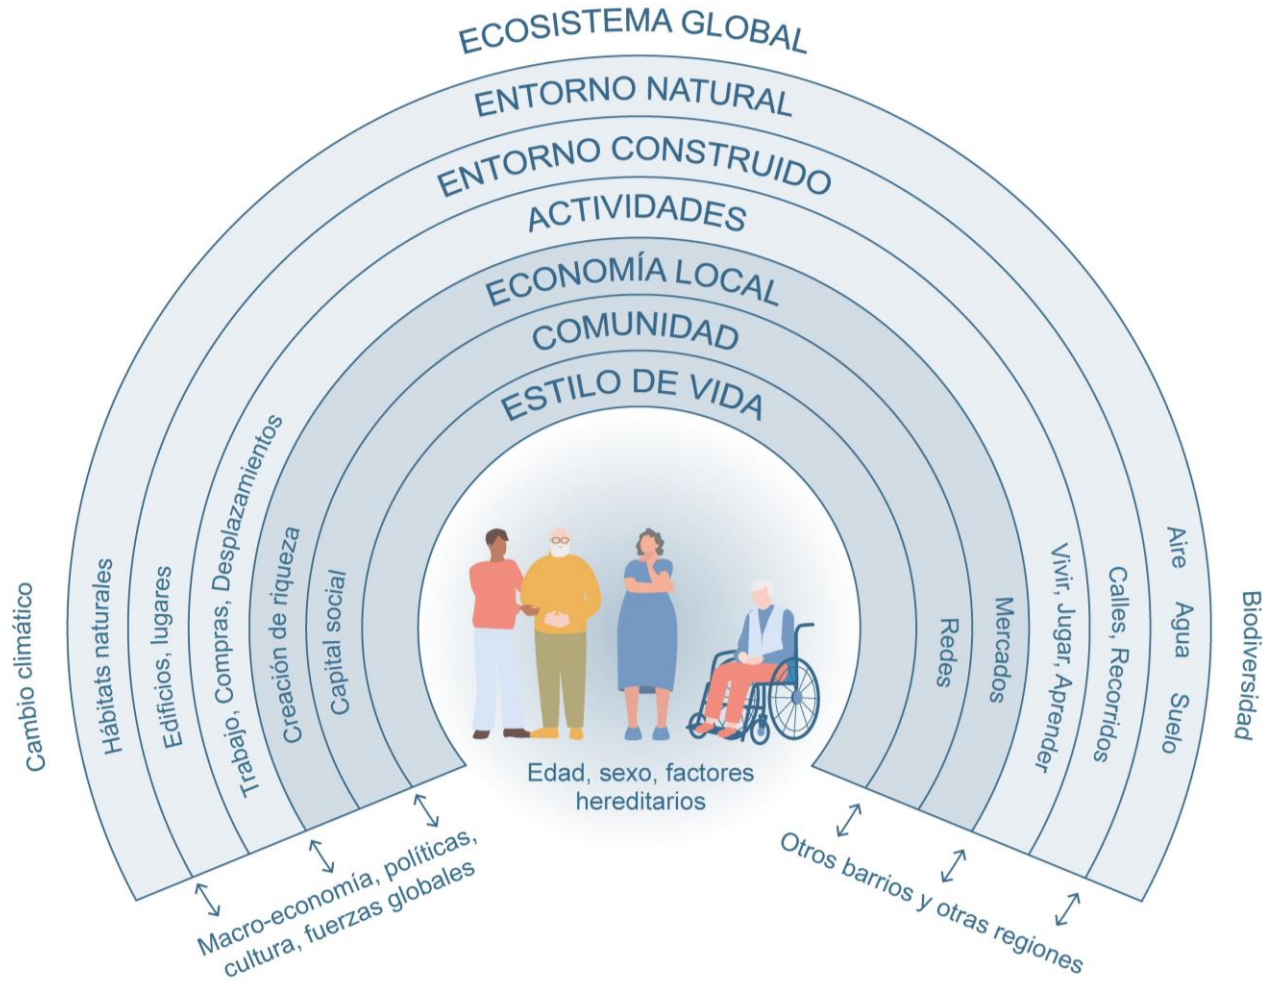 ECOSISTEMA GLOBAL
ENTORNO NATURAL
ENTORNO CONSTRUIDO
ACTIVIDADES
ECONOMÍA LOCAL
COMUNIDAD
ESTILO DE VIDA
Cambio climático
Hábitats naturales
Edificios, lugares
Trabajo, Compras, Desplazamientos
Creación de riqueza
Capital social
Redes
Mercados
Vivir, Jugar, Aprender
Calles, Recorridos
Aire Agua Suelo
Biodiversidad
Edad, sexo, factores
hereditarios
Macro-economía, políticas,
cultura, fuerzas globales
Otros barrios y otras regiones